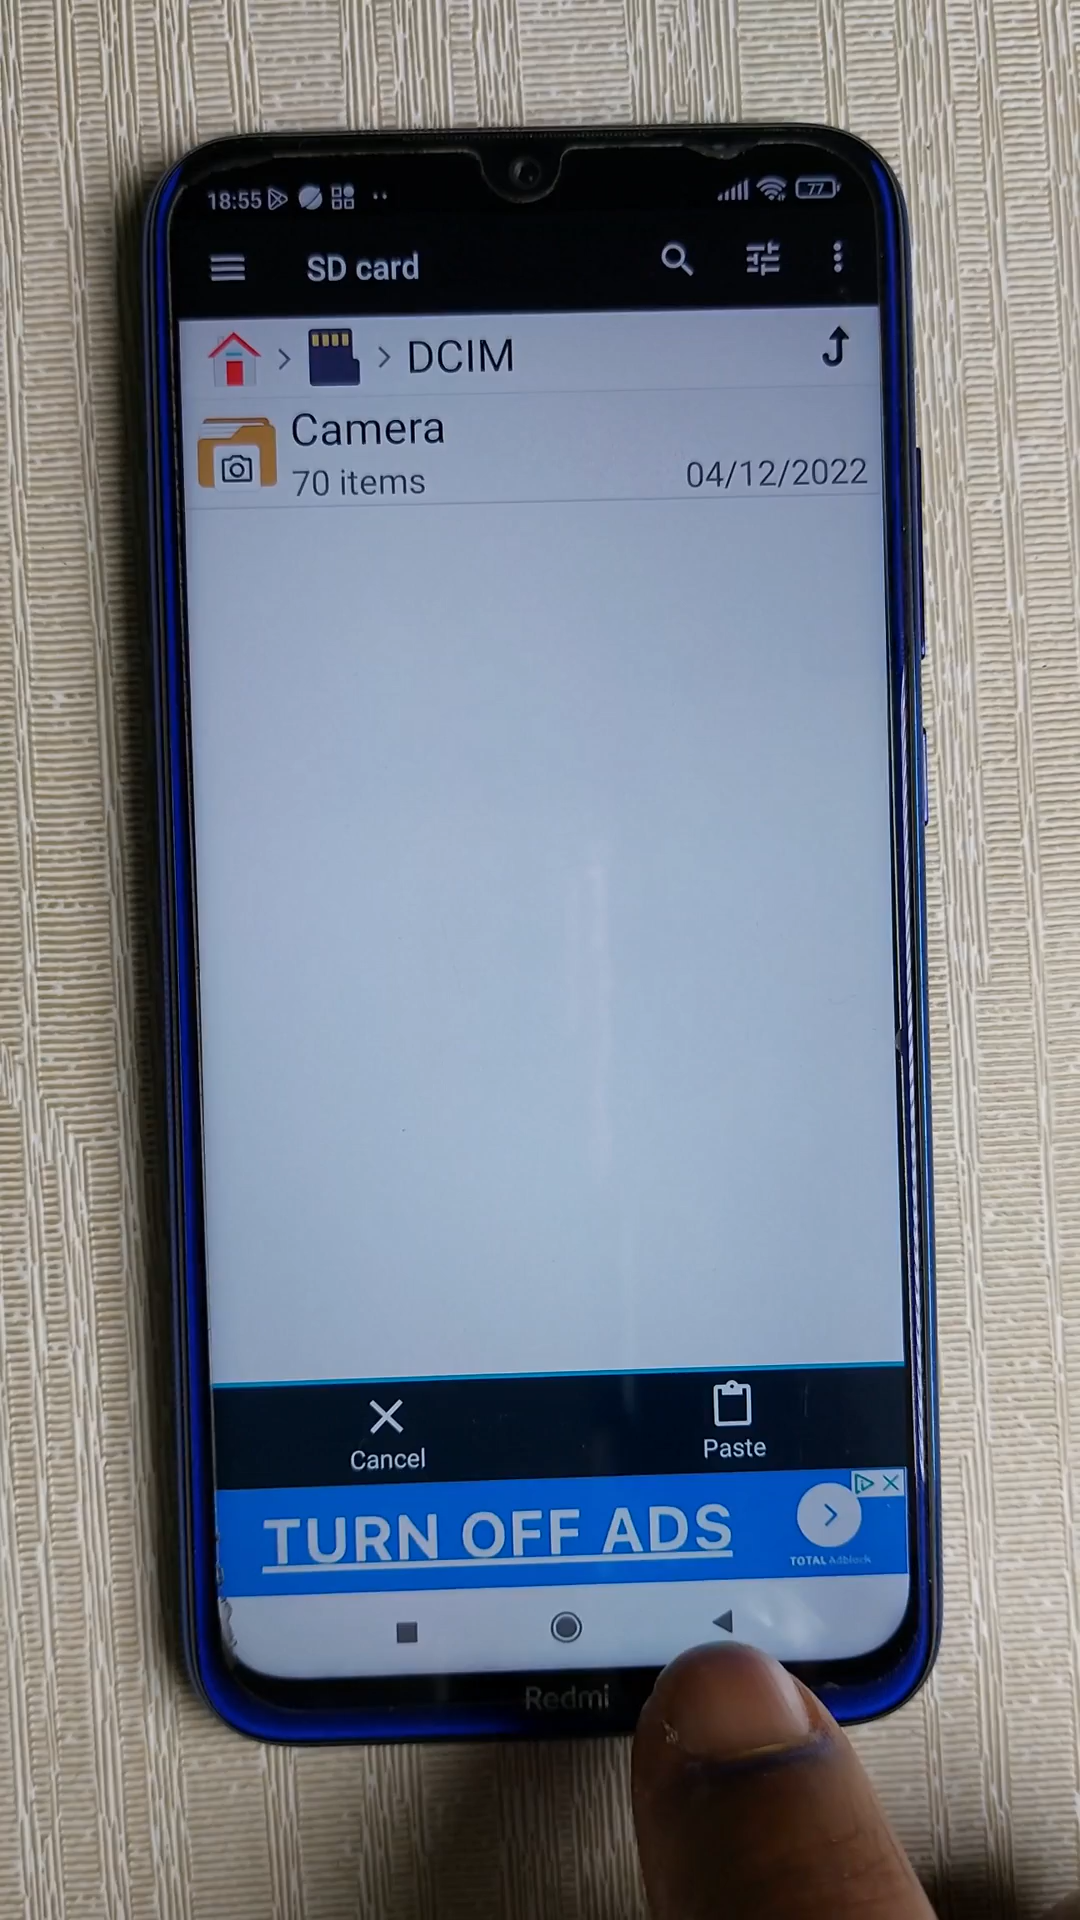 18:55
77
SD card
DCIM
Camera
70 items
04/12/2022
Cancel
Paste
TURN OFF ADS
TOTAL Adblock
Redmi